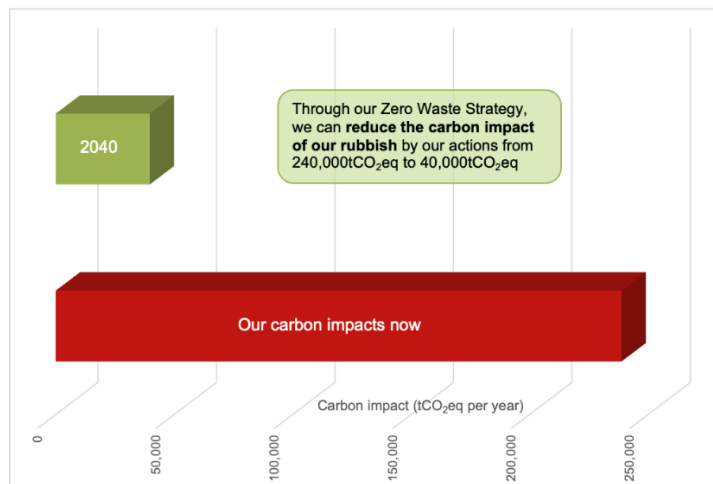 2040
Through our Zero Waste Strategy,
we can reduce the carbon impact
of our rubbish by our actions from
240,000tCO₂eq to 40,000tCO₂eq
Our carbon impacts now
Carbon impact (tCO₂eq per year)
0
50,000
100,000
150,000
200,000
250,000